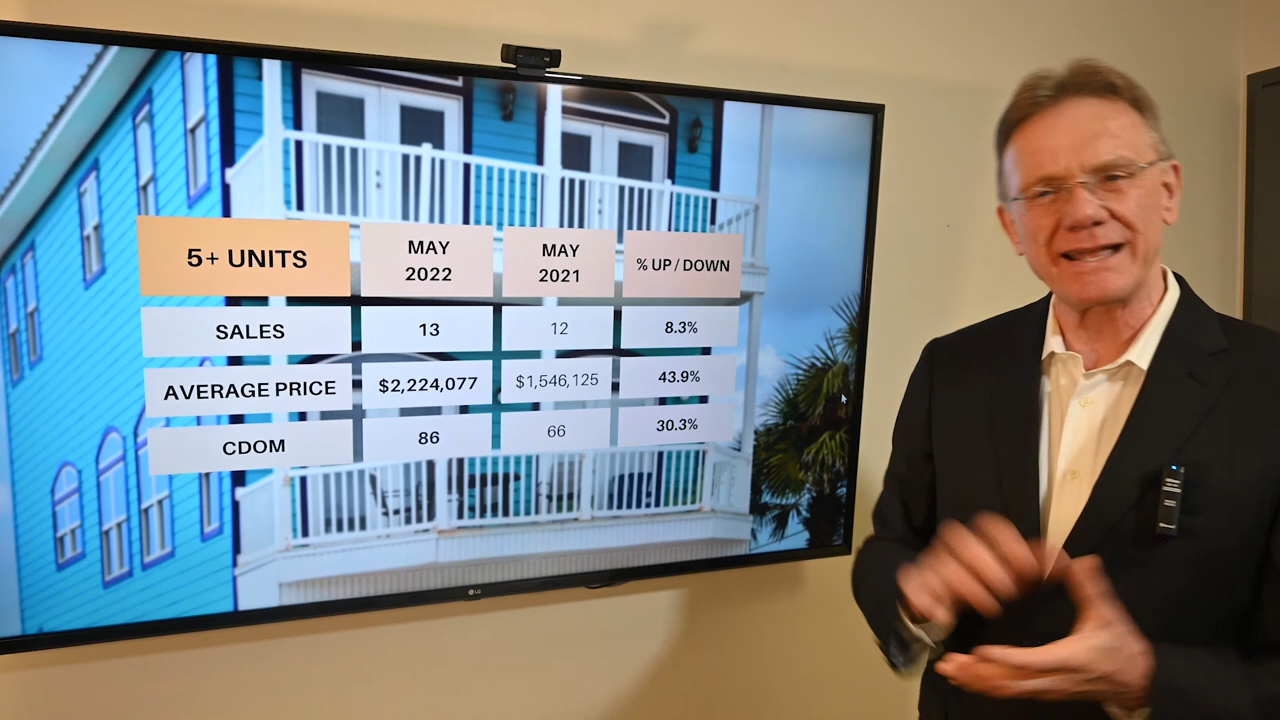 5+ UNITS
MAY
2022
MAY
2021
% UP / DOWN
SALES
13
12
8.3%
AVERAGE PRICE
$2,224,077
$1,546,125
43.9%
CDOM
86
66
30.3%
LG